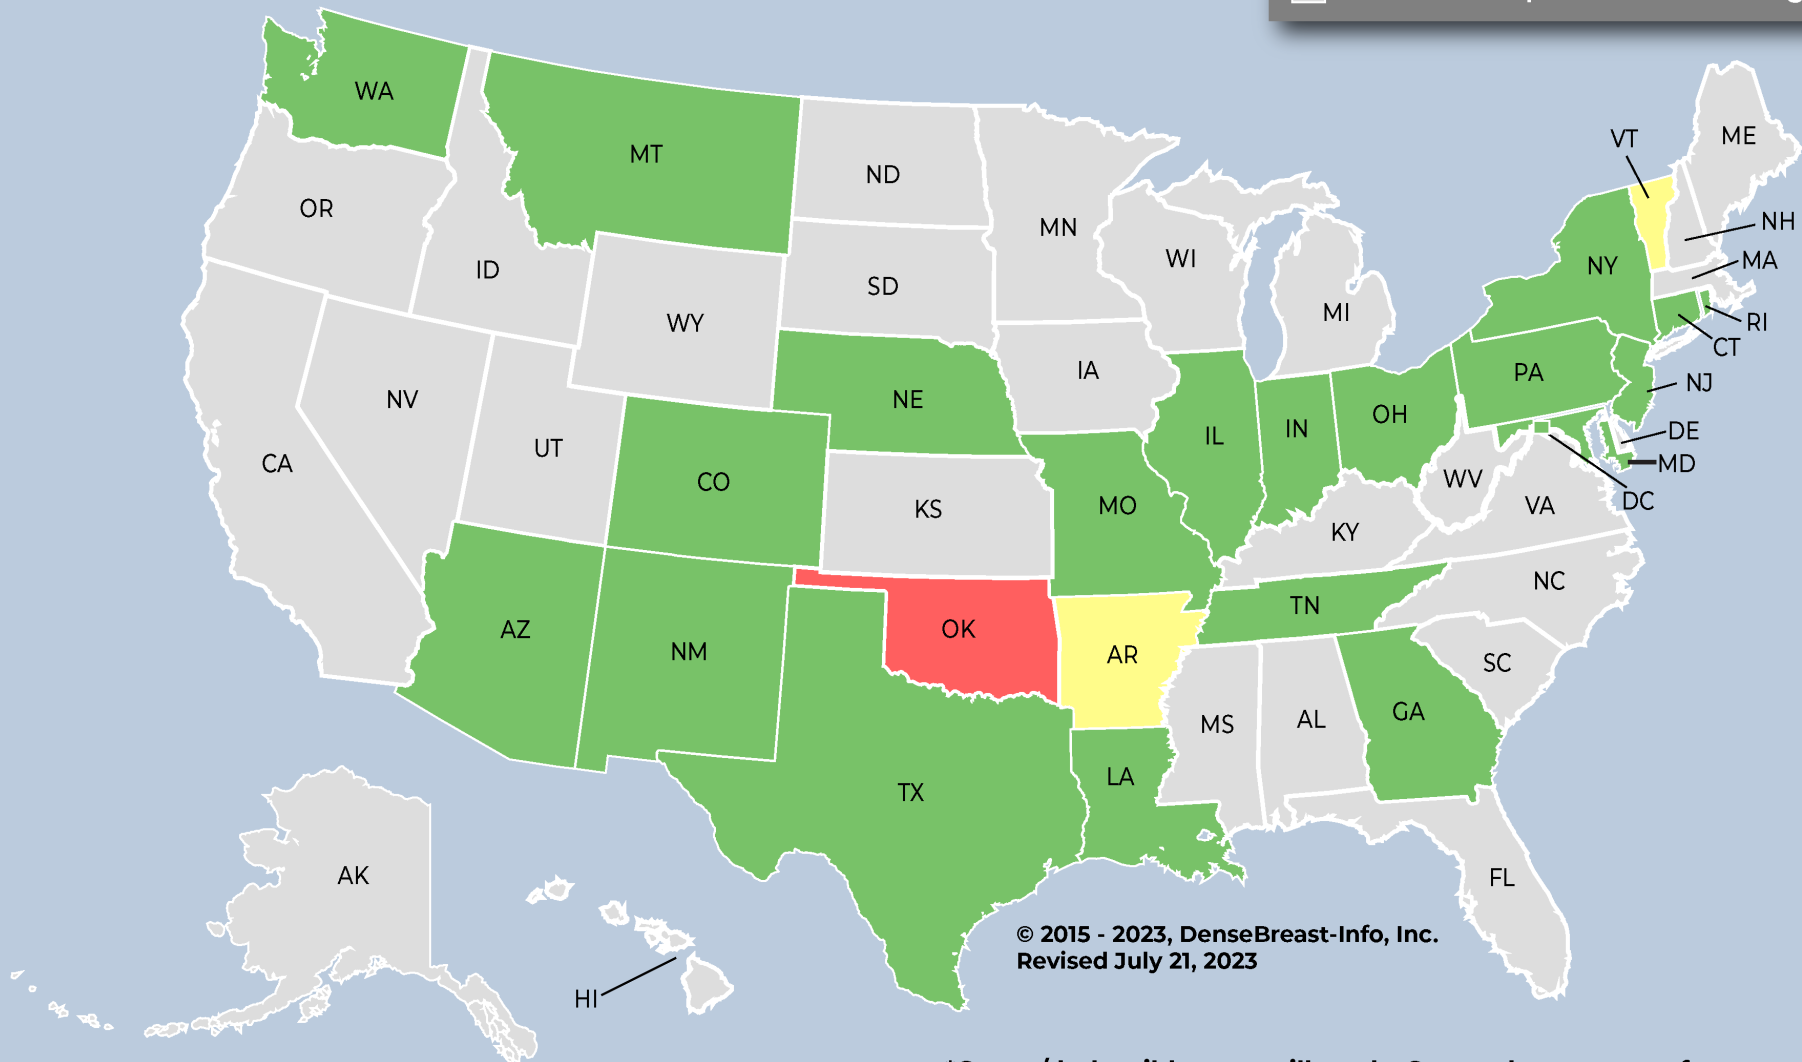 WA
MT
ND
MN
OR
ID
WY
SD
WI
MI
VT
ME
NH
NY
MA
RI
CT
NV
UT
CA
CO
NE
KS
IA
IL
IN
OH
PA
NJ
DE
MD
DC
MO
KY
WV
VA
NC
AZ
NM
OK
AR
TN
SC
TX
LA
MS
AL
GA
FL
AK
HI
© 2015 - 2023, DenseBreast-Info, Inc.
Revised July 21, 2023